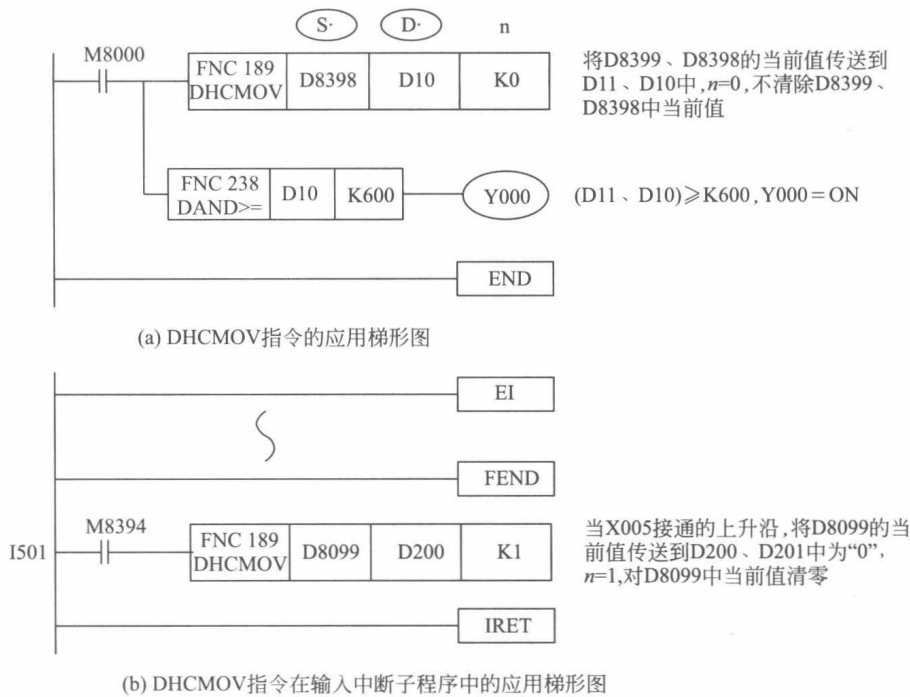 S· D· n
M8000
FNC 189 DHCMOV D8398 D10 K0
将D8399、D8398的当前值传送到
D11、D10中,n=0,不清除D8399、
D8398中当前值
FNC 238 DAND>= D10 K600 Y000
(D11、D10)≥K600,Y000=ON
END
(a) DHCMOV指令的应用梯形图
EI
FEND
I501 M8394
FNC 189 DHCMOV D8099 D200 K1
当X005接通的上升沿,将D8099的当
前值传送到D200、D201中为“0”,
n=1,对D8099中当前值清零
IRET
(b) DHCMOV指令在输入中断子程序中的应用梯形图